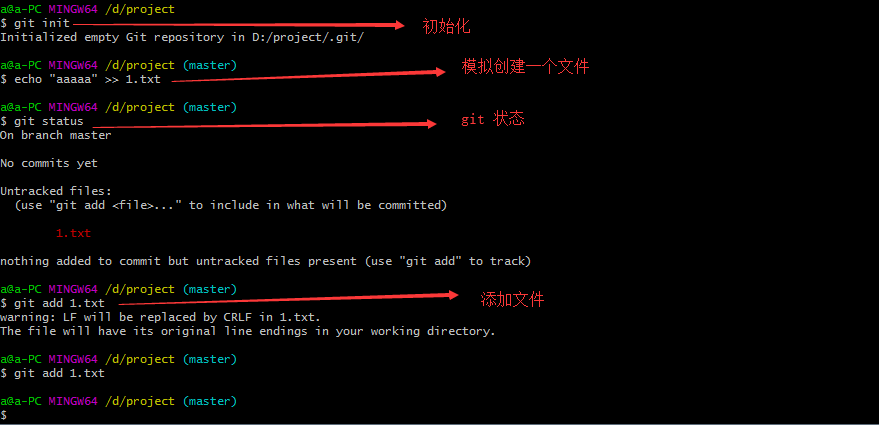 a@a-PC MINGW64 /d/project
$ git init
初始化
Initialized empty Git repository in D:/project/.git/
a@a-PC MINGW64 /d/project (master)
$ echo "aaaaa" >> 1.txt
模拟创建一个文件
a@a-PC MINGW64 /d/project (master)
$ git status
git 状态
On branch master
No commits yet
Untracked files:
(use "git add <file>..." to include in what will be committed)
1.txt
nothing added to commit but untracked files present (use "git add" to track)
a@a-PC MINGW64 /d/project (master)
$ git add 1.txt
添加文件
warning: LF will be replaced by CRLF in 1.txt.
The file will have its original line endings in your working directory.
a@a-PC MINGW64 /d/project (master)
$ git add 1.txt
a@a-PC MINGW64 /d/project (master)
$